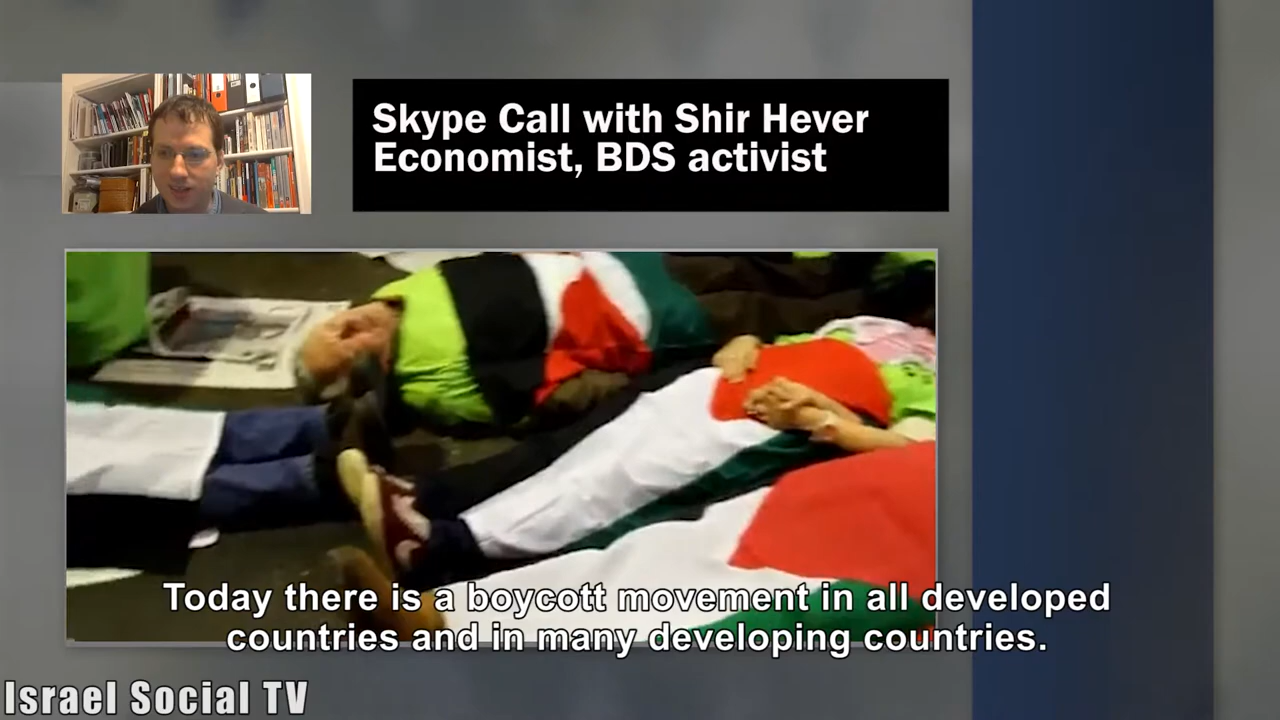 Skype Call with Shir Hever
Economist, BDS activist
Today there is a boycott movement in all developed
countries and in many developing countries.
Israel Social TV